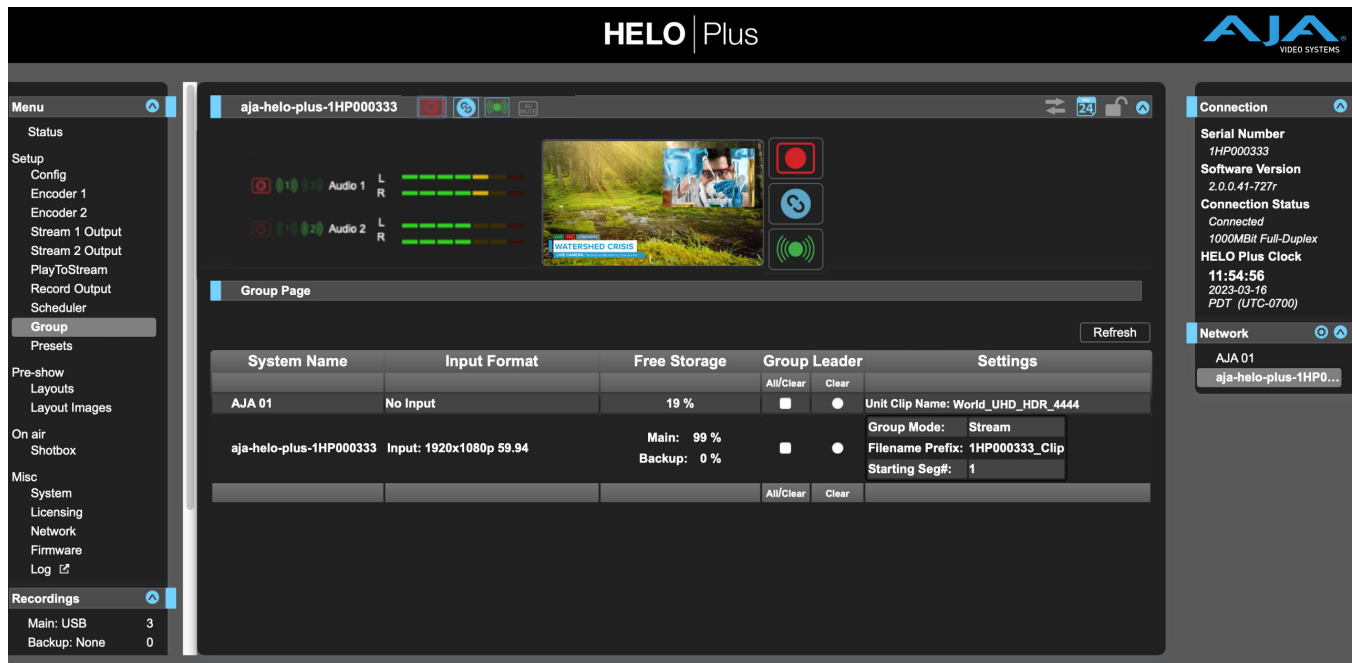 HELO | Plus
AJA
VIDEO SYSTEMS
Menu
Status
Setup
Config
Encoder 1
Encoder 2
Stream 1 Output
Stream 2 Output
PlayToStream
Record Output
Scheduler
Group
Presets
Pre-show
Layouts
Layout Images
On air
Shotbox
Misc
System
Licensing
Network
Firmware
Log
Recordings
Main: USB 3
Backup: None 0
aja-helo-plus-1HP000333 AV MUTE 24
1 2 Audio 1 L
R
1 2 Audio 2 L
R
WATERSHED CRISIS
Group Page
Refresh
System Name Input Format Free Storage Group Leader Settings
All/Clear Clear
AJA 01 No Input 19 % Unit Clip Name: World_UHD_HDR_4444
aja-helo-plus-1HP000333 Input: 1920x1080p 59.94 Main: 99 % Backup: 0 %
Group Mode: Stream
Filename Prefix: 1HP000333_Clip
Starting Seg#: 1
All/Clear Clear
Connection
Serial Number
1HP000333
Software Version
2.0.0.41-727r
Connection Status
Connected
1000MBit Full-Duplex
HELO Plus Clock
11:54:56
2023-03-16
PDT (UTC-0700)
Network
AJA 01
aja-helo-plus-1HP0...